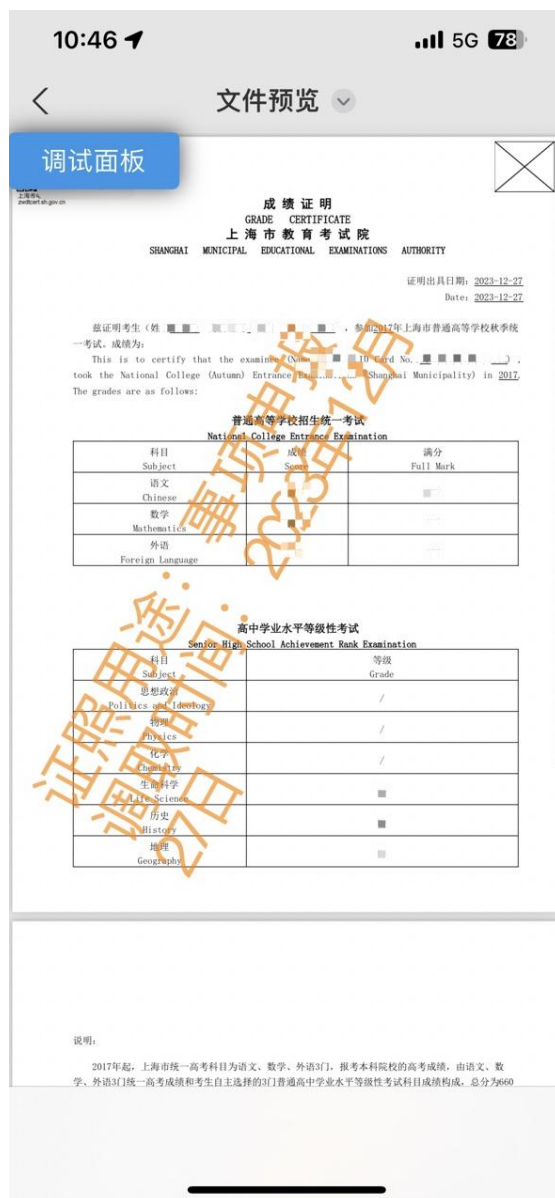 10:46
5G 78
文件预览
调试面板
zwdtcert.sh.gov.cn
成绩证明
GRADE CERTIFICATE
上海市教育考试院
SHANGHAI MUNICIPAL EDUCATIONAL EXAMINATIONS AUTHORITY
证明出具日期: 2023-12-27
Date: 2023-12-27
兹证明考生(姓 , 参加2017年上海市普通高等学校秋季统
一考试。成绩为:
This is to certify that the examinee (Name ID Card No. ),
took the National College (Autumn) Entrance (Shanghai Municipality) in 2017.
The grades are as follows:
普通高等学校招生统一考试
National College Entrance Examination
科目 成绩 满分
Subject Score Full Mark
语文
Chinese
数学
Mathematics
外语
Foreign Language
高中学业水平等级性考试
Senior High School Achievement Rank Examination
科目 等级
Subject Grade
思想政治 /
Politics and Ideology
物理 /
Physics
化学 /
Chemistry
生命科学
Life Science
历史
History
地理
Geography
证照用途: 事项申报
调取时间: 2023年12月
27日
说明:
2017年起, 上海市统一高考科目为语文、数学、外语3门, 报考本科院校的高考成绩, 由语文、数
学、外语3门统一高考成绩和考生自主选择的3门普通高中学业水平等级性考试科目成绩构成, 总分为660